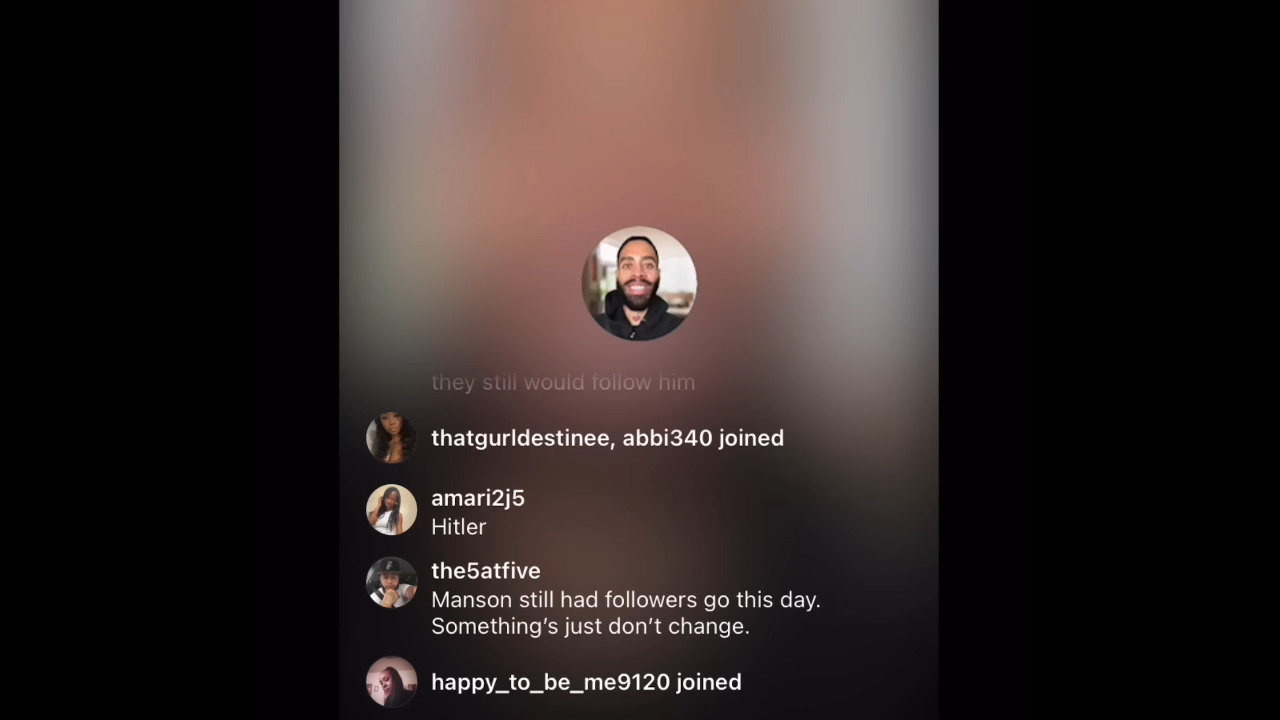 they still would follow him
thatgurldestinee, abbi340 joined
amari2j5
Hitler
the5atfive
Manson still had followers go this day.
Something’s just don’t change.
happy_to_be_me9120 joined